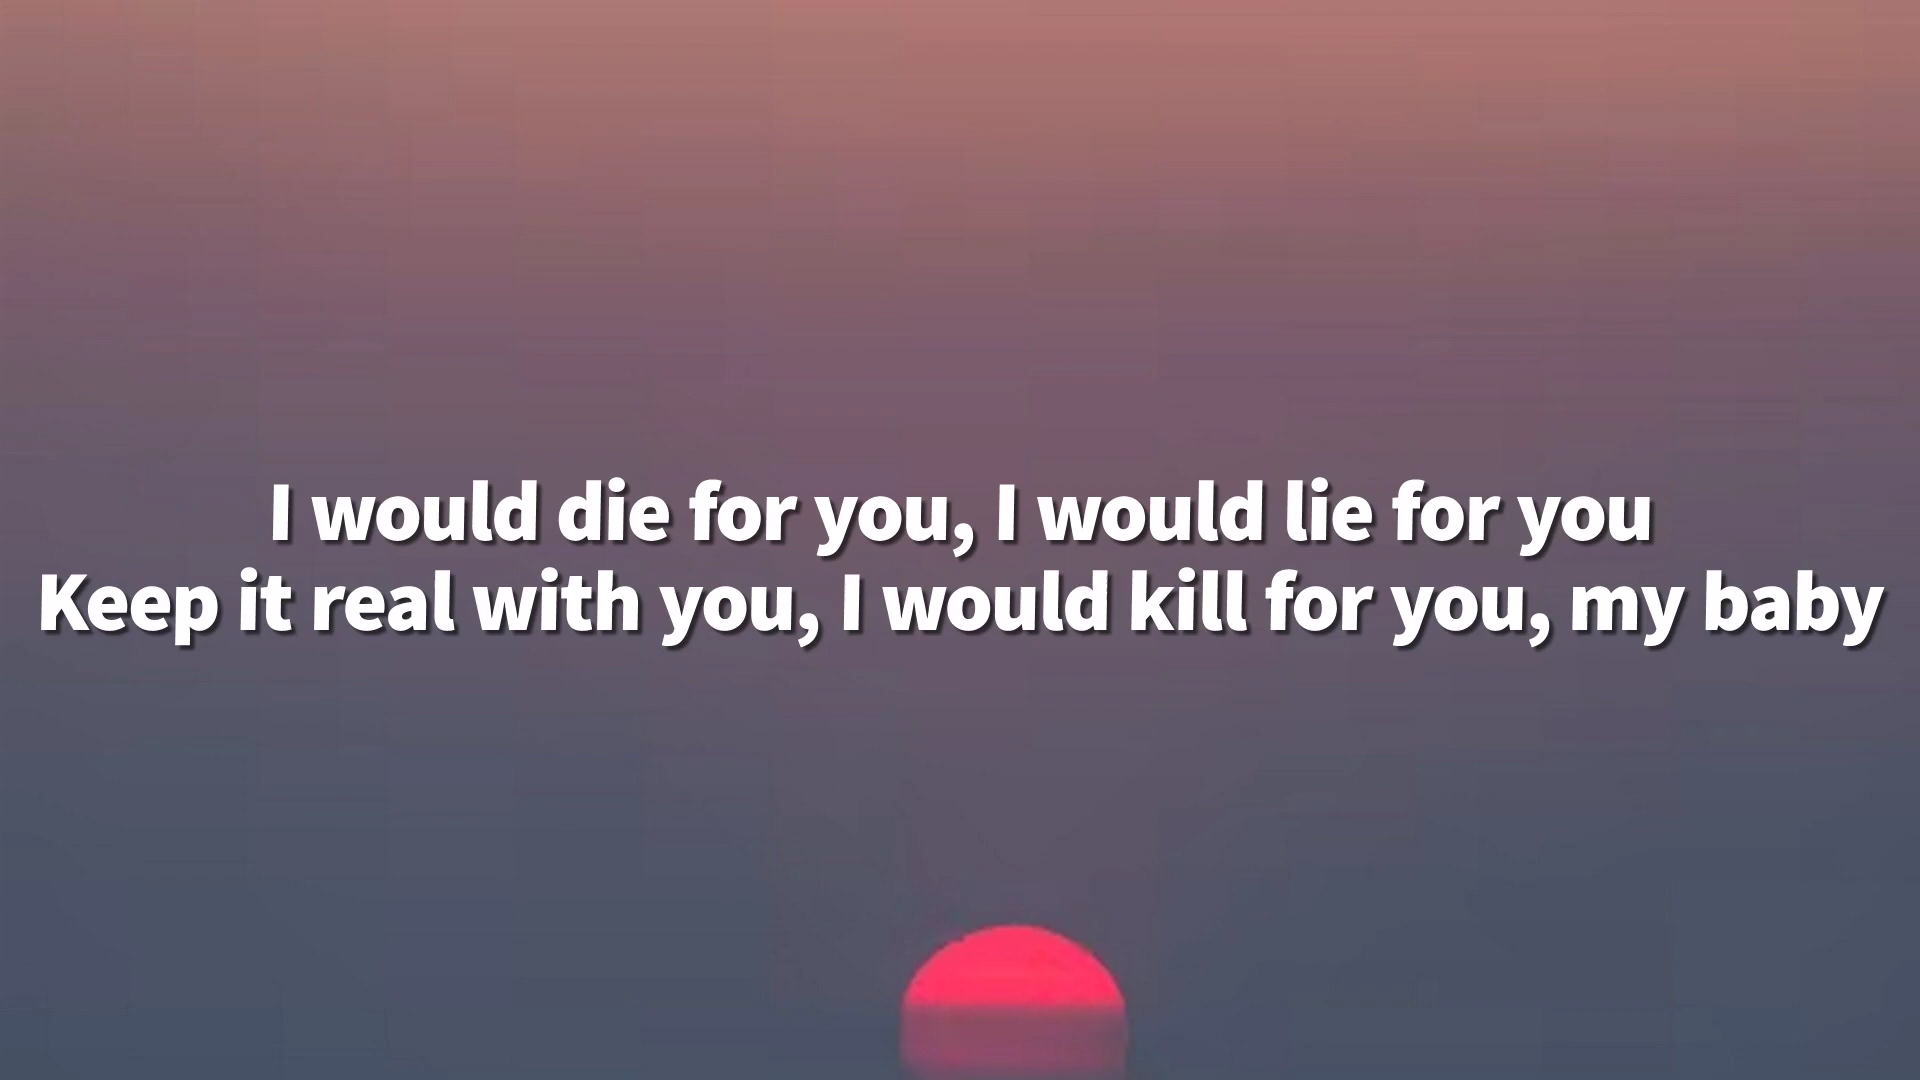 I would die for you, I would lie for you
Keep it real with you, I would kill for you, my baby